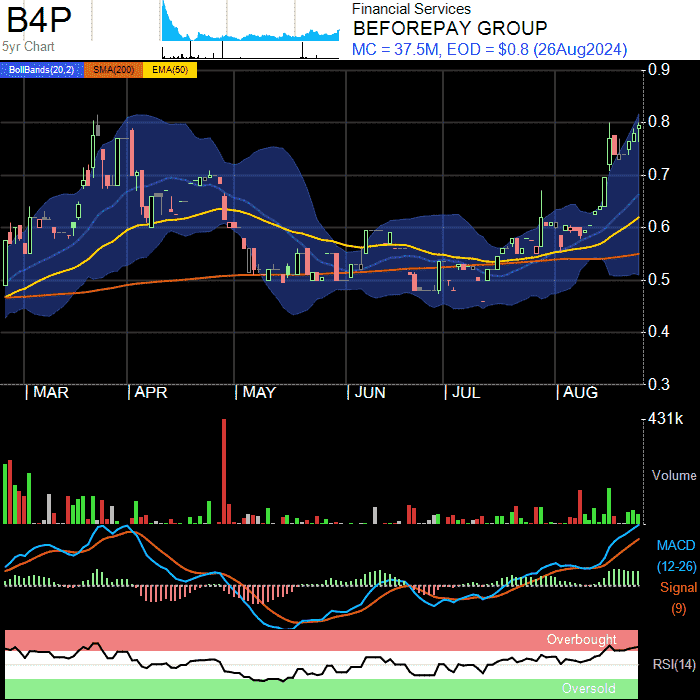 B4P
5yr Chart
Financial Services
BEFOREPAY GROUP
MC = 37.5M, EOD = $0.8 (26Aug2024)
BollBands(20,2) SMA(200) EMA(50)
0.9
0.8
0.7
0.6
0.5
0.4
0.3
MAR APR MAY JUN JUL AUG
431k
Volume
MACD
(12-26)
Signal
(9)
Overbought
RSI(14)
Oversold